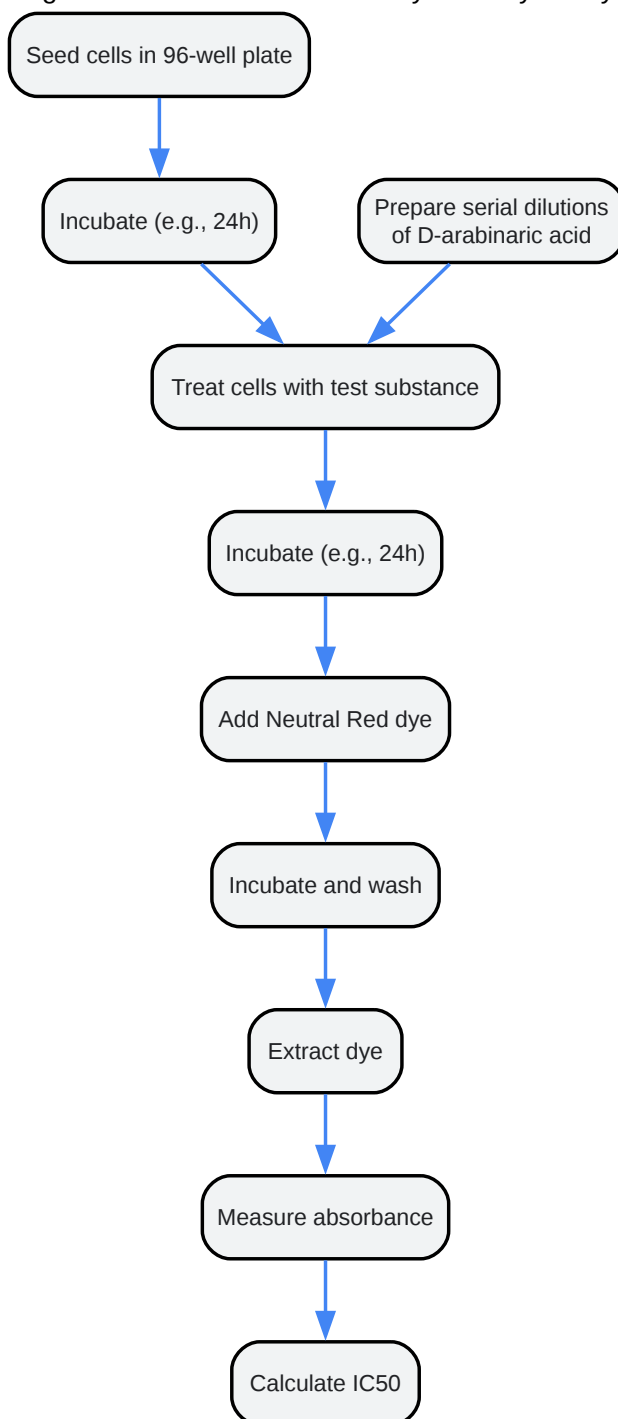 Seed cells in 96-well plate
Incubate (e.g., 24h)
Prepare serial dilutions
of D-arabinaric acid
Treat cells with test substance
Incubate (e.g., 24h)
Add Neutral Red dye
Incubate and wash
Extract dye
Measure absorbance
Calculate IC50